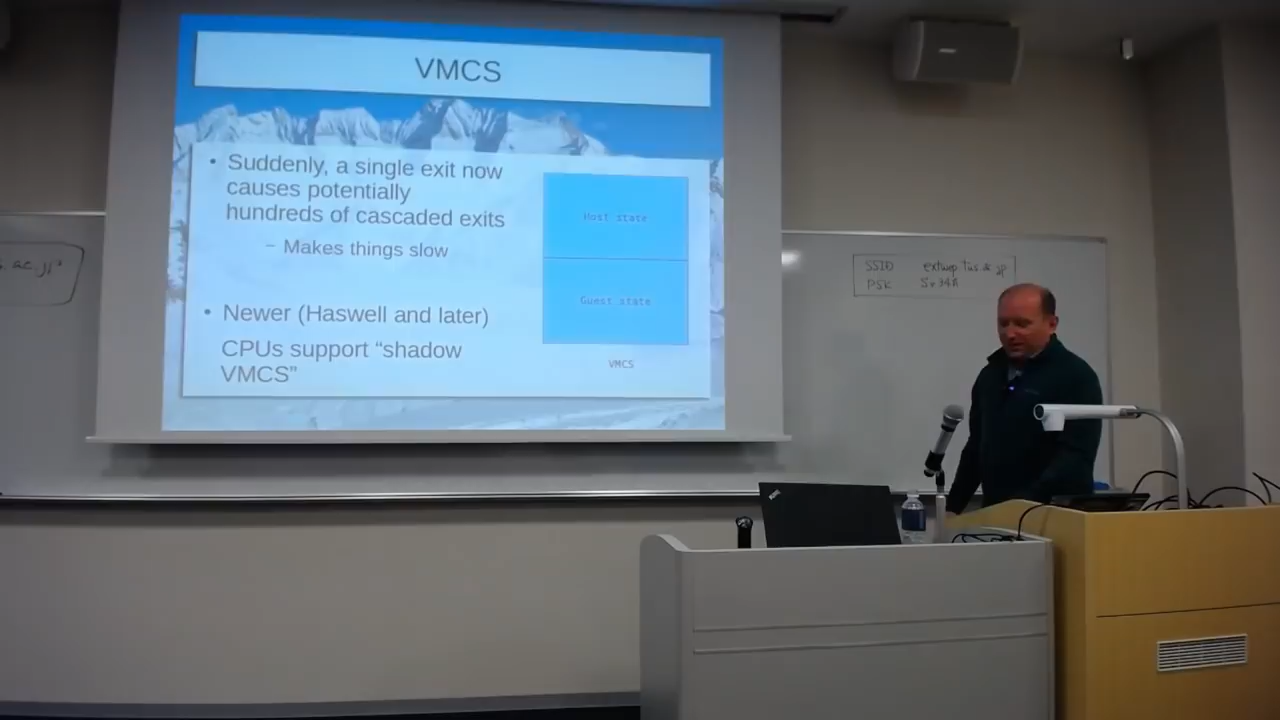 VMCS
• Suddenly, a single exit now
causes potentially
hundreds of cascaded exits
– Makes things slow
• Newer (Haswell and later)
CPUs support “shadow
VMCS”
Host state
Guest state
VMCS
SSID
PSK